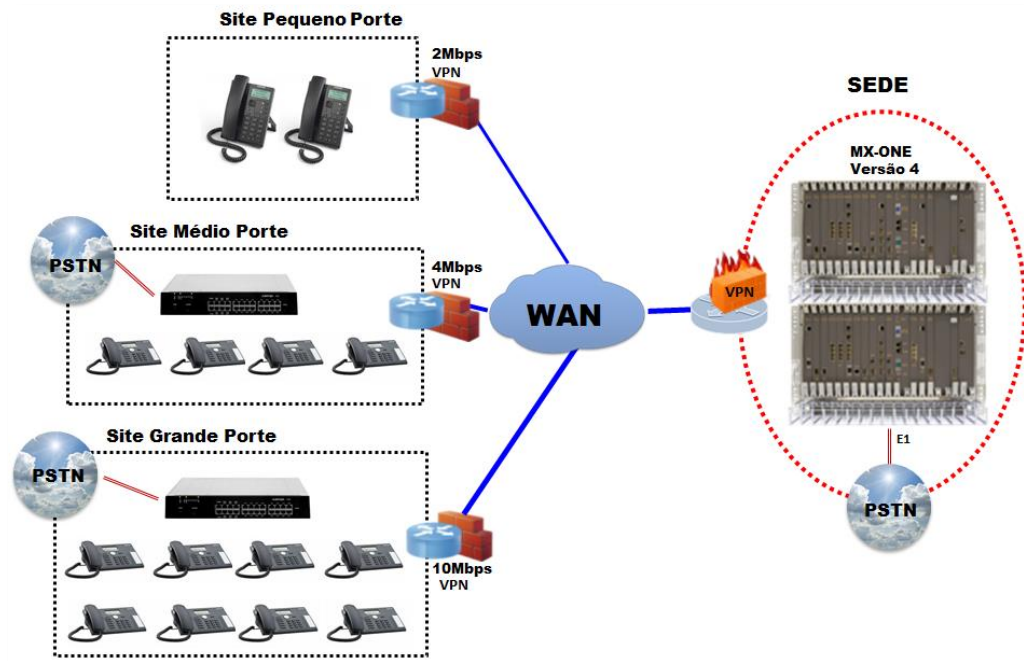 Site Pequeno Porte
2Mbps
VPN
SEDE
MX-ONE
Versão 4
Site Médio Porte
PSTN
4Mbps
VPN
WAN
VPN
Site Grande Porte
PSTN
E1
PSTN
10Mbps
VPN